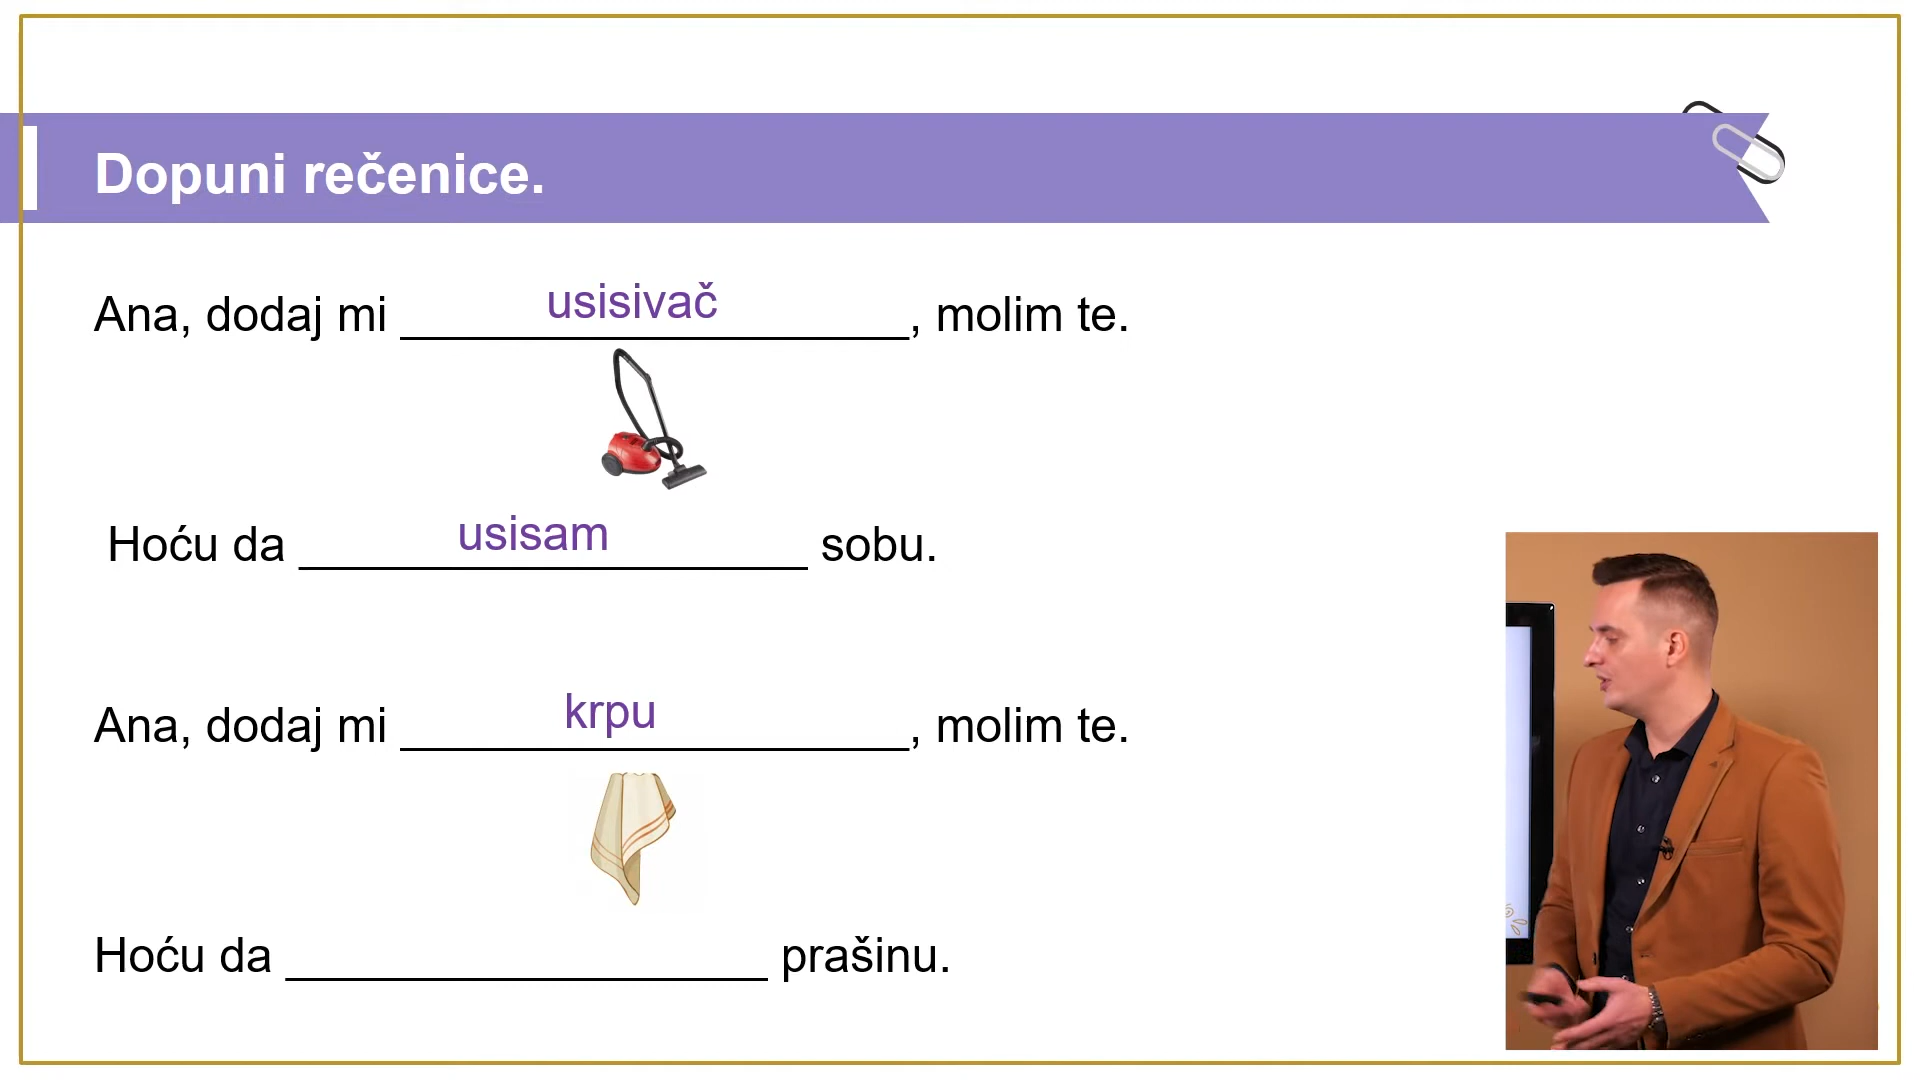 Dopuni rečenice.
Ana, dodaj mi usisivač, molim te.
Hoću da usisam sobu.
Ana, dodaj mi krpu, molim te.
Hoću da ____________________ prašinu.